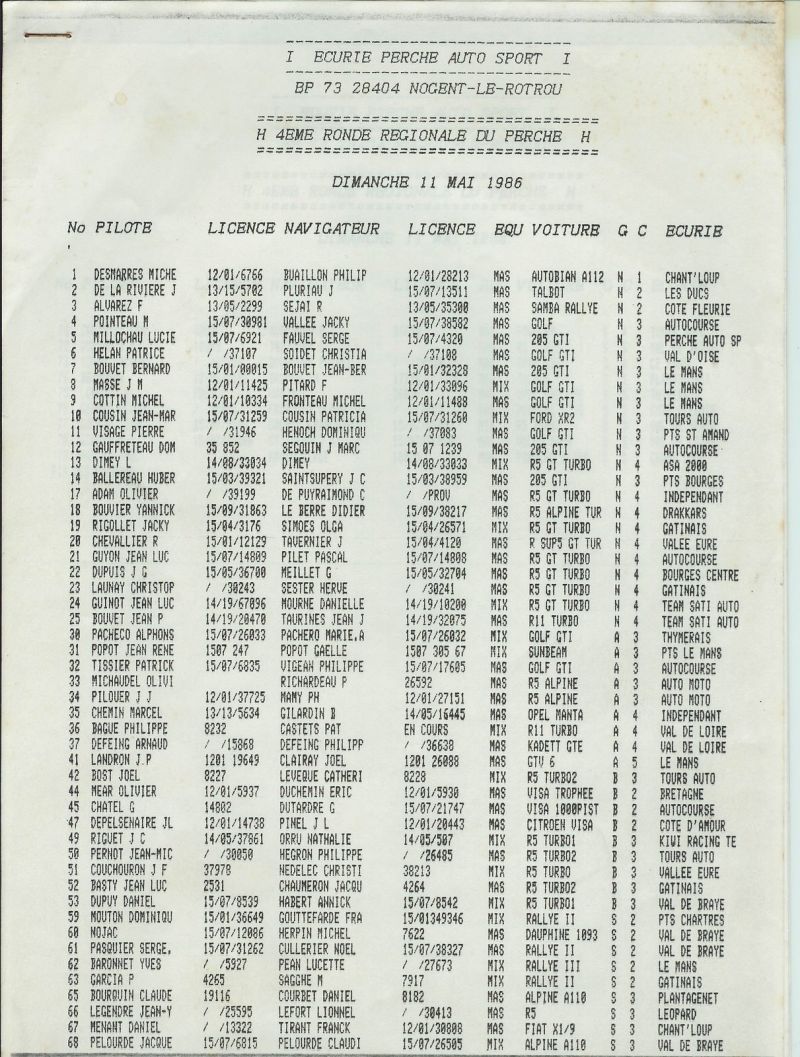 I ECURIE PERCHE AUTO SPORT I
BP 73 28404 NOGENT-LE-ROTROU
H 4EME RONDE REGIONALE DU PERCHE H
DIMANCHE 11 MAI 1986
No PILOTE LICENCE NAVIGATEUR LICENCE EQU VOITURE G C ECURIE
1 DESMARRES MICHE 12/01/6766 BUAILLON PHILIP 12/01/28213 MAS AUTOBIAN A112 N 1 CHANT'LOUP
2 DE LA RIVIERE J 13/15/5702 PLURIAU J 15/07/13511 MAS TALBOT N 2 LES DUCS
3 ALVAREZ F 13/05/2299 SEJAI R 13/05/35300 MAS SAMBA RALLYE N 2 COTE FLEURIE
4 POINTEAU M 15/07/30981 VALLEE JACKY 15/07/38582 MAS GOLF N 3 AUTOCOURSE
5 MILLOCHAU LUCIE 15/07/6921 FAUVEL SERGE 15/07/4320 MAS 205 GTI N 3 PERCHE AUTO SP
6 HELAN PATRICE / /37107 SOIDET CHRISTIA / /37108 MAS GOLF GTI N 3 VAL D'OISE
7 BOUVET BERNARD 15/01/00015 BOUVET JEAN-BER 15/01/32328 MAS 205 GTI N 3 LE MANS
8 MASSE J M 12/01/11425 PITARD F 12/01/33096 MIX GOLF GTI N 3 LE MANS
9 COTTIN MICHEL 12/01/10334 FRONTEAU MICHEL 12/01/11488 MAS GOLF GTI N 3 LE MANS
10 COUSIN JEAN-MAR 15/07/31259 COUSIN PATRICIA 15/07/31260 MIX FORD XR2 N 3 TOURS AUTO
11 VISAGE PIERRE / /31946 HENOCH DOMINIQU / /37083 MAS GOLF GTI N 3 PTS ST AMAND
12 GAUFFRETEAU DOM 35 852 SEGOUIN J MARC 15 07 1239 MAS 205 GTI N 3 AUTOCOURSE
13 DIMEY L 14/08/33034 DIMEY 14/08/33033 MIX R5 GT TURBO N 4 ASA 2000
14 BALLEREAU HUBER 15/03/39321 SAINTSUPERY J C 15/03/38959 MAS 205 GTI N 3 PTS BOURGES
17 ADAM OLIVIER / /39199 DE PUYRAIMOND C / /PROV MAS R5 GT TURBO N 4 INDEPENDANT
18 BOUVIER YANNICK 15/09/31863 LE BERRE DIDIER 15/09/38217 MAS R5 ALPINE TUR N 4 DRAKKARS
19 RIGOLLET JACKY 15/04/3176 SIMOES OLGA 15/04/26571 MIX R5 GT TURBO N 4 GATINAIS
20 CHEVALLIER R 15/01/12129 TAVERNIER J 15/04/4120 MAS R SUP5 GT TUR N 4 VALEE EURE
21 GUYON JEAN LUC 15/07/14809 PILET PASCAL 15/07/14808 MAS R5 GT TURBO N 4 AUTOCOURSE
22 DUPUIS J G 15/05/36700 MEILLET G 15/05/32704 MAS R5 GT TURBO N 4 BOURGES CENTRE
23 LAUNAY CHRISTOP / /30243 SESTER HERVE / /30241 MAS R5 GT TURBO N 4 GATINAIS
24 GUINOT JEAN LUC 14/19/67096 MOURNE DANIELLE 14/19/10200 MIX R5 GT TURBO N 4 TEAM SATI AUTO
25 BOUVET JEAN P 14/19/20470 TAURINES JEAN J 14/19/32075 MAS R11 TURBO N 4 TEAM SATI AUTO
30 PACHECO ALPHONS 15/07/26033 PACHERO MARIE,A 15/07/26032 MIX GOLF GTI A 3 THYMERAIS
31 POPOT JEAN RENE 1507 247 POPOT GAELLE 1507 305 67 MIX SUNBEAM A 3 PTS LE MANS
32 TISSIER PATRICK 15/07/6835 VIGEAN PHILIPPE 15/07/17605 MAS GOLF GTI A 3 AUTOCOURSE
33 MICHAUDEL OLIVI RICHARDEAU P 26592 MAS R5 ALPINE A 3 AUTO MOTO
34 PILOUER J J 12/01/37725 MAMY PH 12/01/27151 MAS R5 ALPINE A 3 AUTO MOTO
35 CHEMIN MARCEL 13/13/5634 GILARDIN B 14/05/16445 MAS OPEL MANTA A 4 INDEPENDANT
36 BAGUE PHILIPPE 8232 CASTETS PAT EN COURS MIX R11 TURBO A 4 VAL DE LOIRE
37 DEFEING ARNAUD / /15868 DEFEING PHILIPP / /36638 MAS KADETT GTE A 4 VAL DE LOIRE
41 LANDRON J.P 1201 19649 CLAIRAY JOEL 1201 26088 MAS GTV 6 A 5 LE MANS
42 BOST JOEL 8227 LEVEQUE CATHERI 8228 MIX R5 TURBO2 B 3 TOURS AUTO
44 MEAR OLIVIER 12/01/5937 DUCHEMIN ERIC 12/01/5930 MAS VISA TROPHEE B 2 BRETAGNE
45 CHATEL G 14882 DUTARDRE G 15/07/21747 MAS VISA 1000PIST B 2 AUTOCOURSE
47 DEPELSENAIRE JL 12/01/14738 PINEL J L 12/01/20443 MAS CITROEN VISA B 2 COTE D'AMOUR
49 RIGUET J C 14/05/37861 ORRU NATHALIE 14/05/507 MIX R5 TURBO1 B 3 KIWI RACING TE
50 PERNOT JEAN-MIC / /30050 HEGRON PHILIPPE / /26485 MAS R5 TURBO2 B 3 TOURS AUTO
51 COUCHOURON J F 37978 NEDELEC CHRISTI 38213 MIX R5 TURBO B 3 VALLEE EURE
52 BASTY JEAN LUC 2531 CHAUMERON JACQU 4264 MAS R5 TURBO2 B 3 GATINAIS
53 DUPUY DANIEL 15/07/8539 HABERT ANNICK 15/07/8542 MIX R5 TURBO1 B 3 VAL DE BRAYE
59 MOUTON DOMINIQU 15/01/36649 GOUTTEFARDE FRA 15/01349346 MIX RALLYE II S 2 PTS CHARTRES
60 NOJAC 15/07/12086 HERPIN MICHEL 7622 MAS DAUPHINE 1093 S 2 VAL DE BRAYE
61 PASQUIER SERGE, 15/07/31262 CULLERIER NOEL 15/07/38327 MAS RALLYE II S 2 VAL DE BRAYE
62 BARONNET YVES / /5927 PEAN LUCETTE / /27673 MIX RALLYE III S 2 LE MANS
63 GARCIA P 4265 SAGGHE M 7917 MIX RALLYE II S 2 GATINAIS
65 BOURQUIN CLAUDE 19116 COURBET DANIEL 8182 MAS ALPINE A110 S 3 PLANTAGENET
66 LEGENDRE JEAN-Y / /25595 LEFORT LIONNEL / /30413 MAS R5 S 3 LEOPARD
67 MENANT DANIEL / /13322 TIRANT FRANCK 12/01/30808 MAS FIAT X1/9 S 3 CHANT'LOUP
68 PELOURDE JACQUE 15/07/6815 PELOURDE CLAUDI 15/07/26505 MIX ALPINE A110 S 3 VAL DE BRAYE